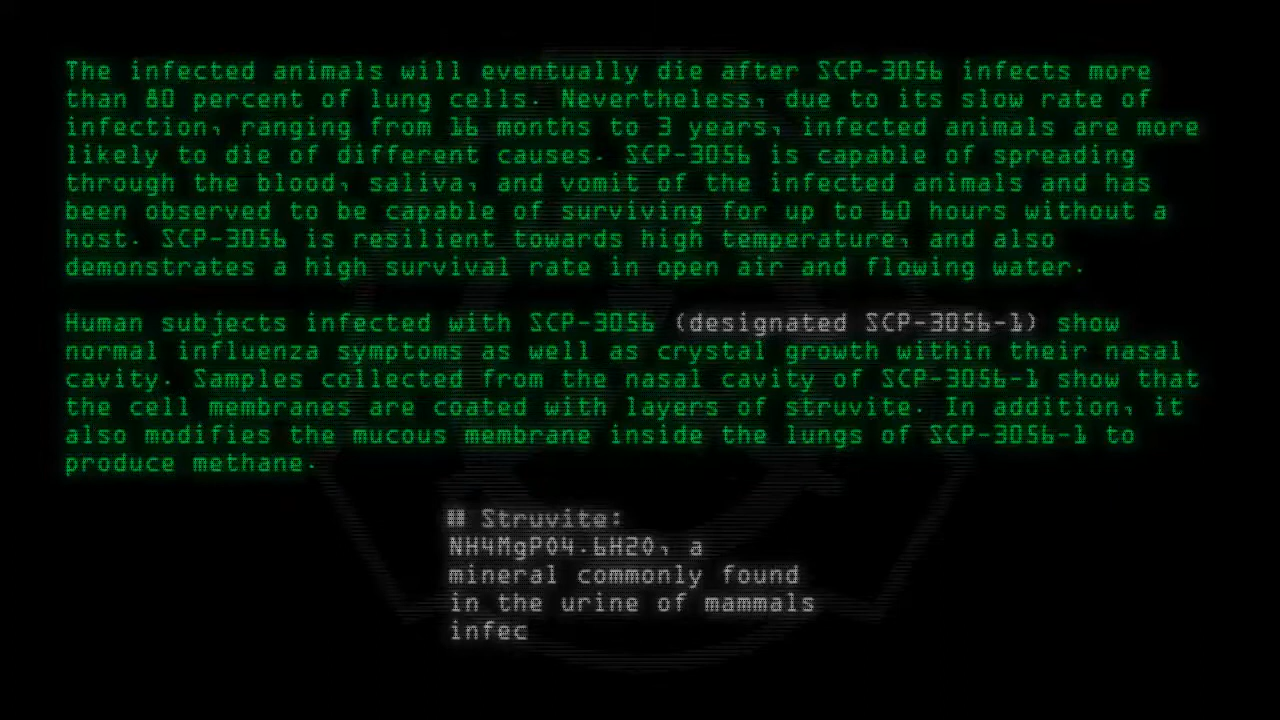 The infected animals will eventually die after SCP-3056 infects more
than 80 percent of lung cells. Nevertheless, due to its slow rate of
infection, ranging from 16 months to 3 years, infected animals are more
likely to die of different causes. SCP-3056 is capable of spreading
through the blood, saliva, and vomit of the infected animals and has
been observed to be capable of surviving for up to 60 hours without a
host. SCP-3056 is resilient towards high temperature, and also
demonstrates a high survival rate in open air and flowing water.
Human subjects infected with SCP-3056 (designated SCP-3056-1) show
normal influenza symptoms as well as crystal growth within their nasal
cavity. Samples collected from the nasal cavity of SCP-3056-1 show that
the cell membranes are coated with layers of struvite. In addition, it
also modifies the mucous membrane inside the lungs of SCP-3056-1 to
produce methane.
## Struvite:
NH4MgPO4.6H2O, a
mineral commonly found
in the urine of mammals
infec